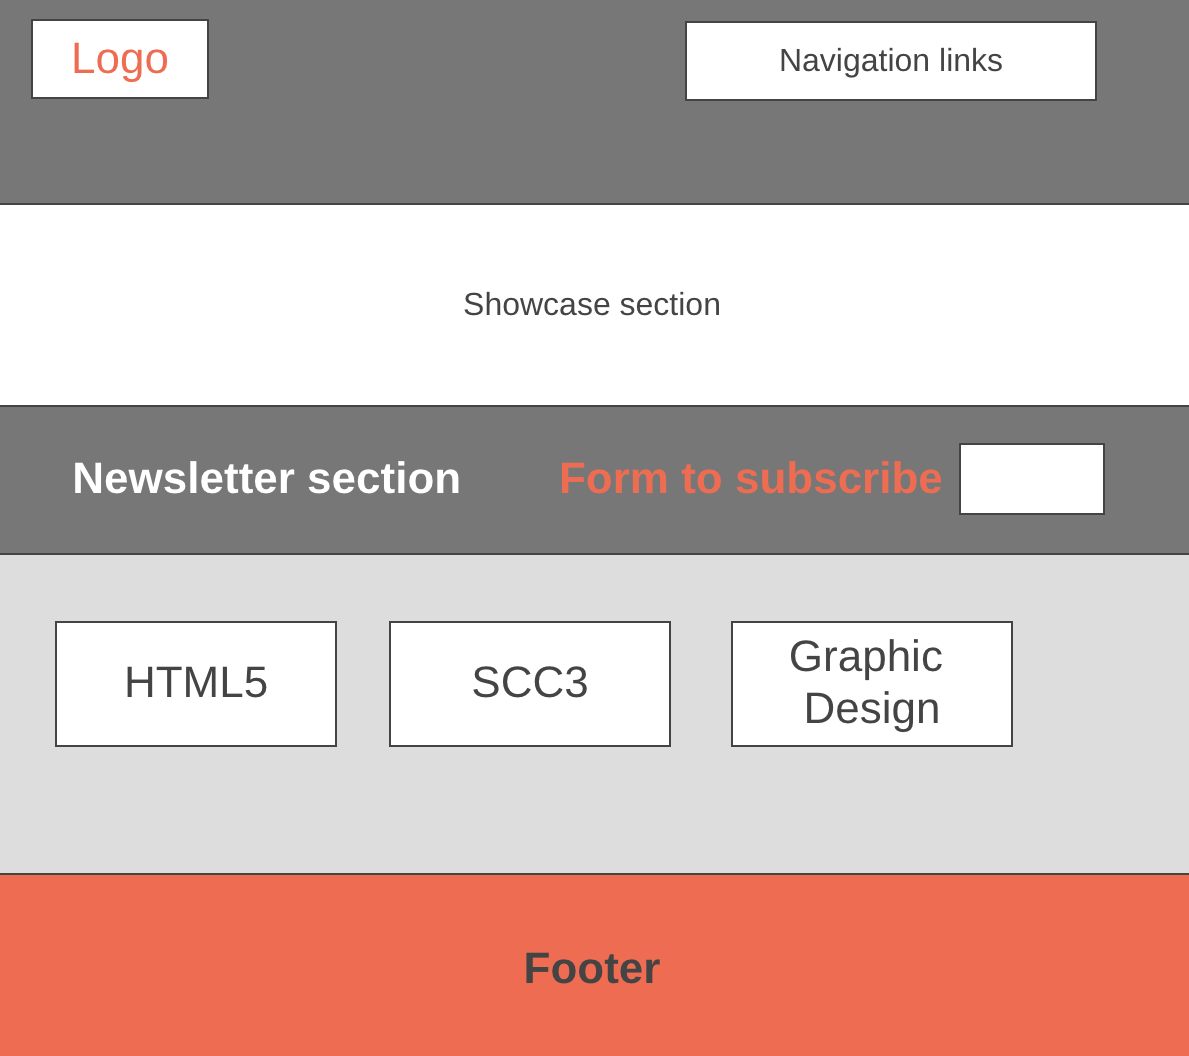 Logo
Navigation links
Showcase section
Newsletter section
Form to subscribe
HTML5
SCC3
Graphic
Design
Footer